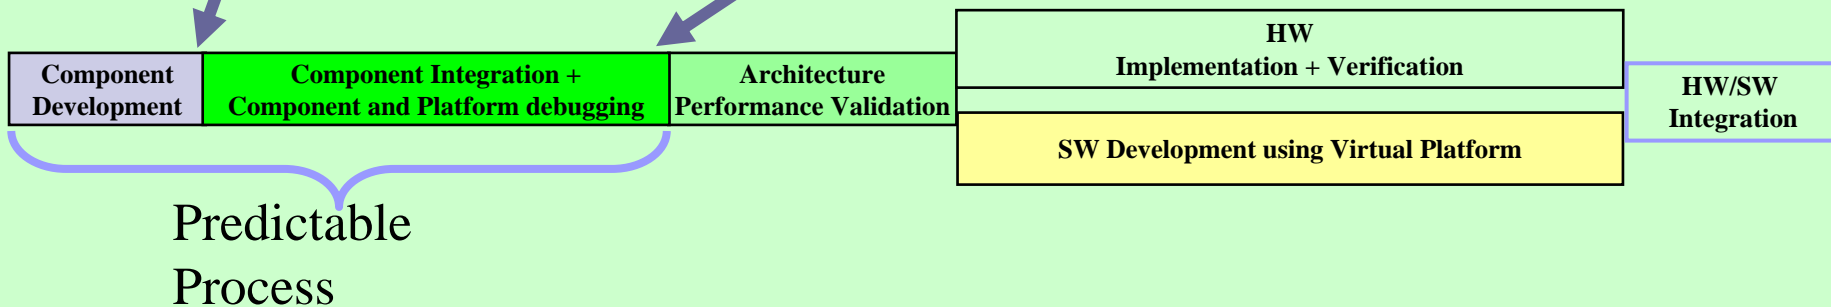 Component
Development
Component Integration +
Component and Platform debugging
Architecture
Performance Validation
HW
Implementation + Verification
SW Development using Virtual Platform
HW/SW
Integration
Predictable
Process